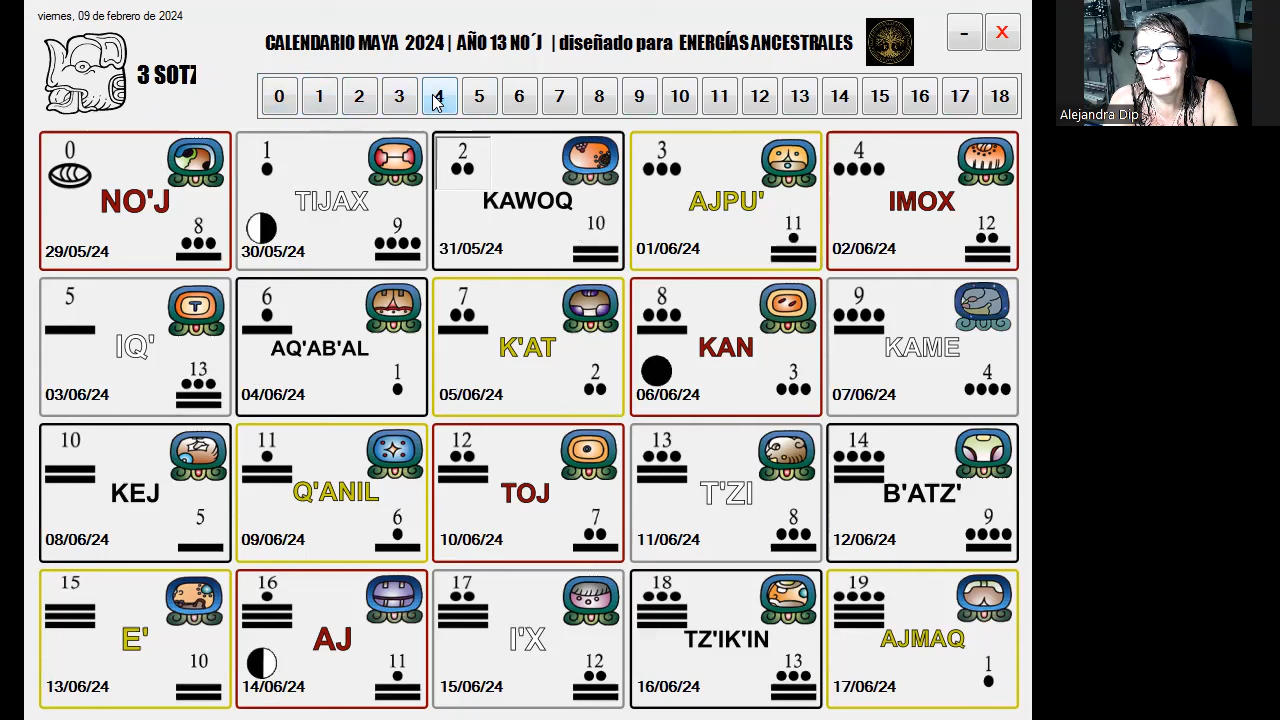 viernes, 09 de febrero de 2024
CALENDARIO MAYA 2024 | AÑO 13 NO´J | diseñado para ENERGÍAS ANCESTRALES
- X
3 SOTZ
0 1 2 3 4 5 6 7 8 9 10 11 12 13 14 15 16 17 18
Alejandra Dip
0
NO'J
8
29/05/24
1
TIJAX
9
30/05/24
2
KAWOQ
10
31/05/24
3
AJPU'
11
01/06/24
4
IMOX
12
02/06/24
5
IQ'
13
03/06/24
6
AQ'AB'AL
1
04/06/24
7
K'AT
2
05/06/24
8
KAN
3
06/06/24
9
KAME
4
07/06/24
10
KEJ
5
08/06/24
11
Q'ANIL
6
09/06/24
12
TOJ
7
10/06/24
13
T'ZI
8
11/06/24
14
B'ATZ'
9
12/06/24
15
E'
10
13/06/24
16
AJ
11
14/06/24
17
I'X
12
15/06/24
18
TZ'IK'IN
13
16/06/24
19
AJMAQ
1
17/06/24